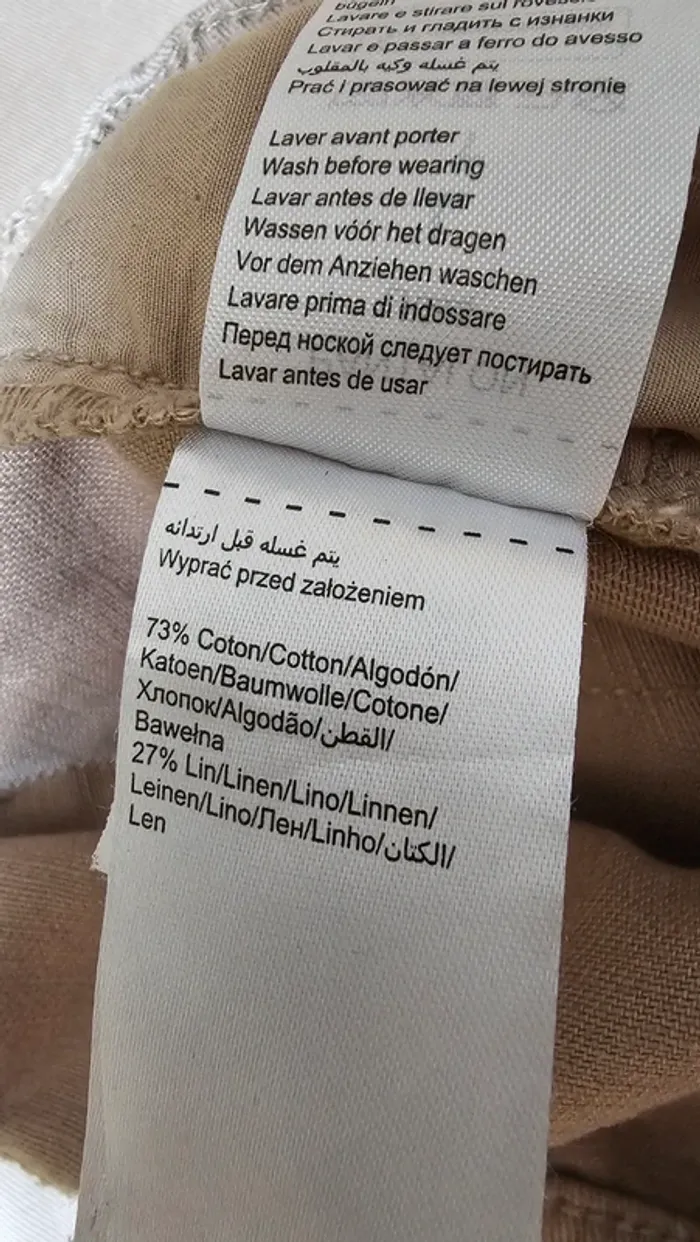 bügeln
Lavare e stirare sul rovescio
Стирать и гладить с изнанки
Lavar e passar a ferro do avesso
يتم غسله وكيه بالمقلوب
Prać i prasować na lewej stronie
Laver avant porter
Wash before wearing
Lavar antes de llevar
Wassen vóór het dragen
Vor dem Anziehen waschen
Lavare prima di indossare
Перед ноской следует постирать
Lavar antes de usar
يتم غسله قبل ارتدائه
Wyprać przed założeniem
73% Coton/Cotton/Algodón/
Katoen/Baumwolle/Cotone/
Хлопок/Algodão/القطن/
Bawełna
27% Lin/Linen/Lino/Linnen/
Leinen/Lino/Лен/Linho/الكتان/
Len